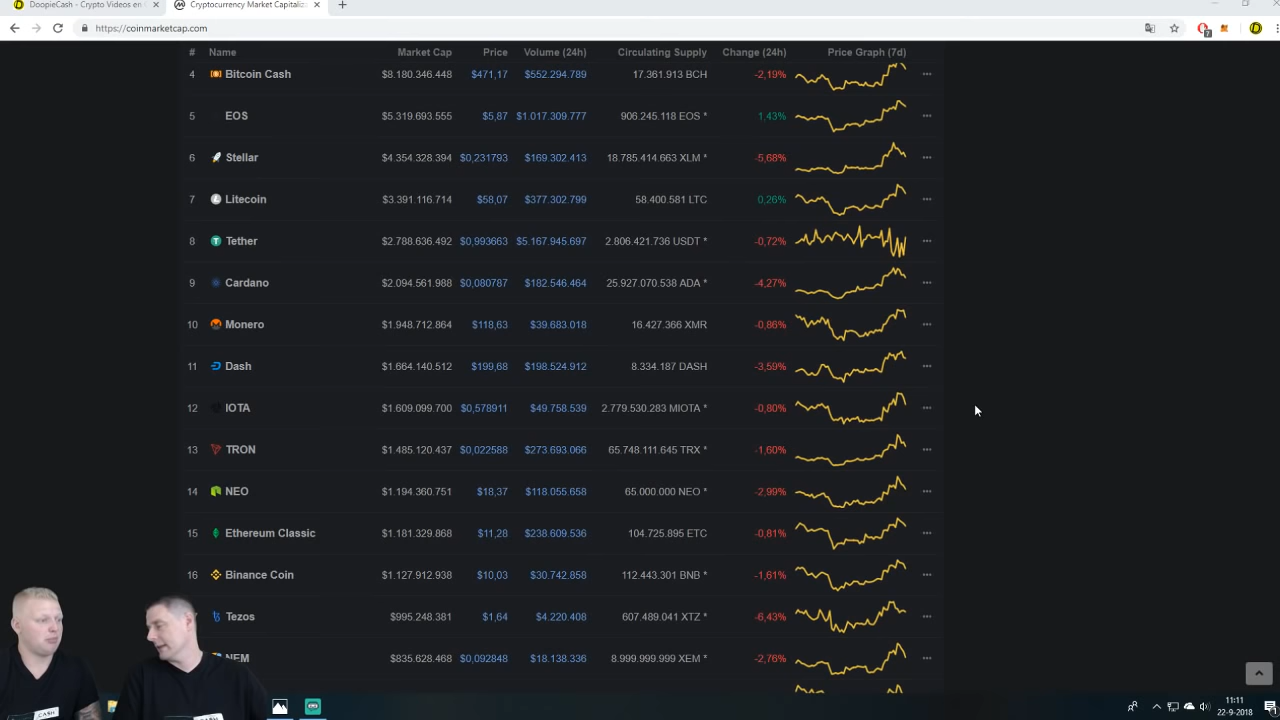 DoopieCash - Crypto Videos en
Cryptocurrency Market Capitaliz
https://coinmarketcap.com
7
# Name Market Cap Price Volume (24h) Circulating Supply Change (24h) Price Graph (7d)
4 Bitcoin Cash $8.180.346.448 $471,17 $552.294.789 17.361.913 BCH -2,19%
5 EOS $5.319.693.555 $5,87 $1.017.309.777 906.245.118 EOS * 1,43%
6 Stellar $4.354.328.394 $0,231793 $169.302.413 18.785.414.663 XLM * -5,68%
7 Litecoin $3.391.116.714 $58,07 $377.302.799 58.400.581 LTC 0,26%
8 Tether $2.788.636.492 $0,993663 $5.167.945.697 2.806.421.736 USDT * -0,72%
9 Cardano $2.094.561.988 $0,080787 $182.546.464 25.927.070.538 ADA * -4,27%
10 Monero $1.948.712.864 $118,63 $39.683.018 16.427.366 XMR -0,86%
11 Dash $1.664.140.512 $199,68 $198.524.912 8.334.187 DASH -3,59%
12 IOTA $1.609.099.700 $0,578911 $49.758.539 2.779.530.283 MIOTA * -0,80%
13 TRON $1.485.120.437 $0,022588 $273.693.066 65.748.111.645 TRX * -1,60%
14 NEO $1.194.360.751 $18,37 $118.055.658 65.000.000 NEO * -2,99%
15 Ethereum Classic $1.181.329.868 $11,28 $238.609.536 104.725.895 ETC -0,81%
16 Binance Coin $1.127.912.938 $10,03 $30.742.858 112.443.301 BNB * -1,61%
Tezos $995.248.381 $1,64 $4.220.408 607.489.041 XTZ * -6,43%
NEM $835.628.468 $0,092848 $18.138.336 8.999.999.999 XEM * -2,76%
CASH
CASH
11:11
22-9-2018